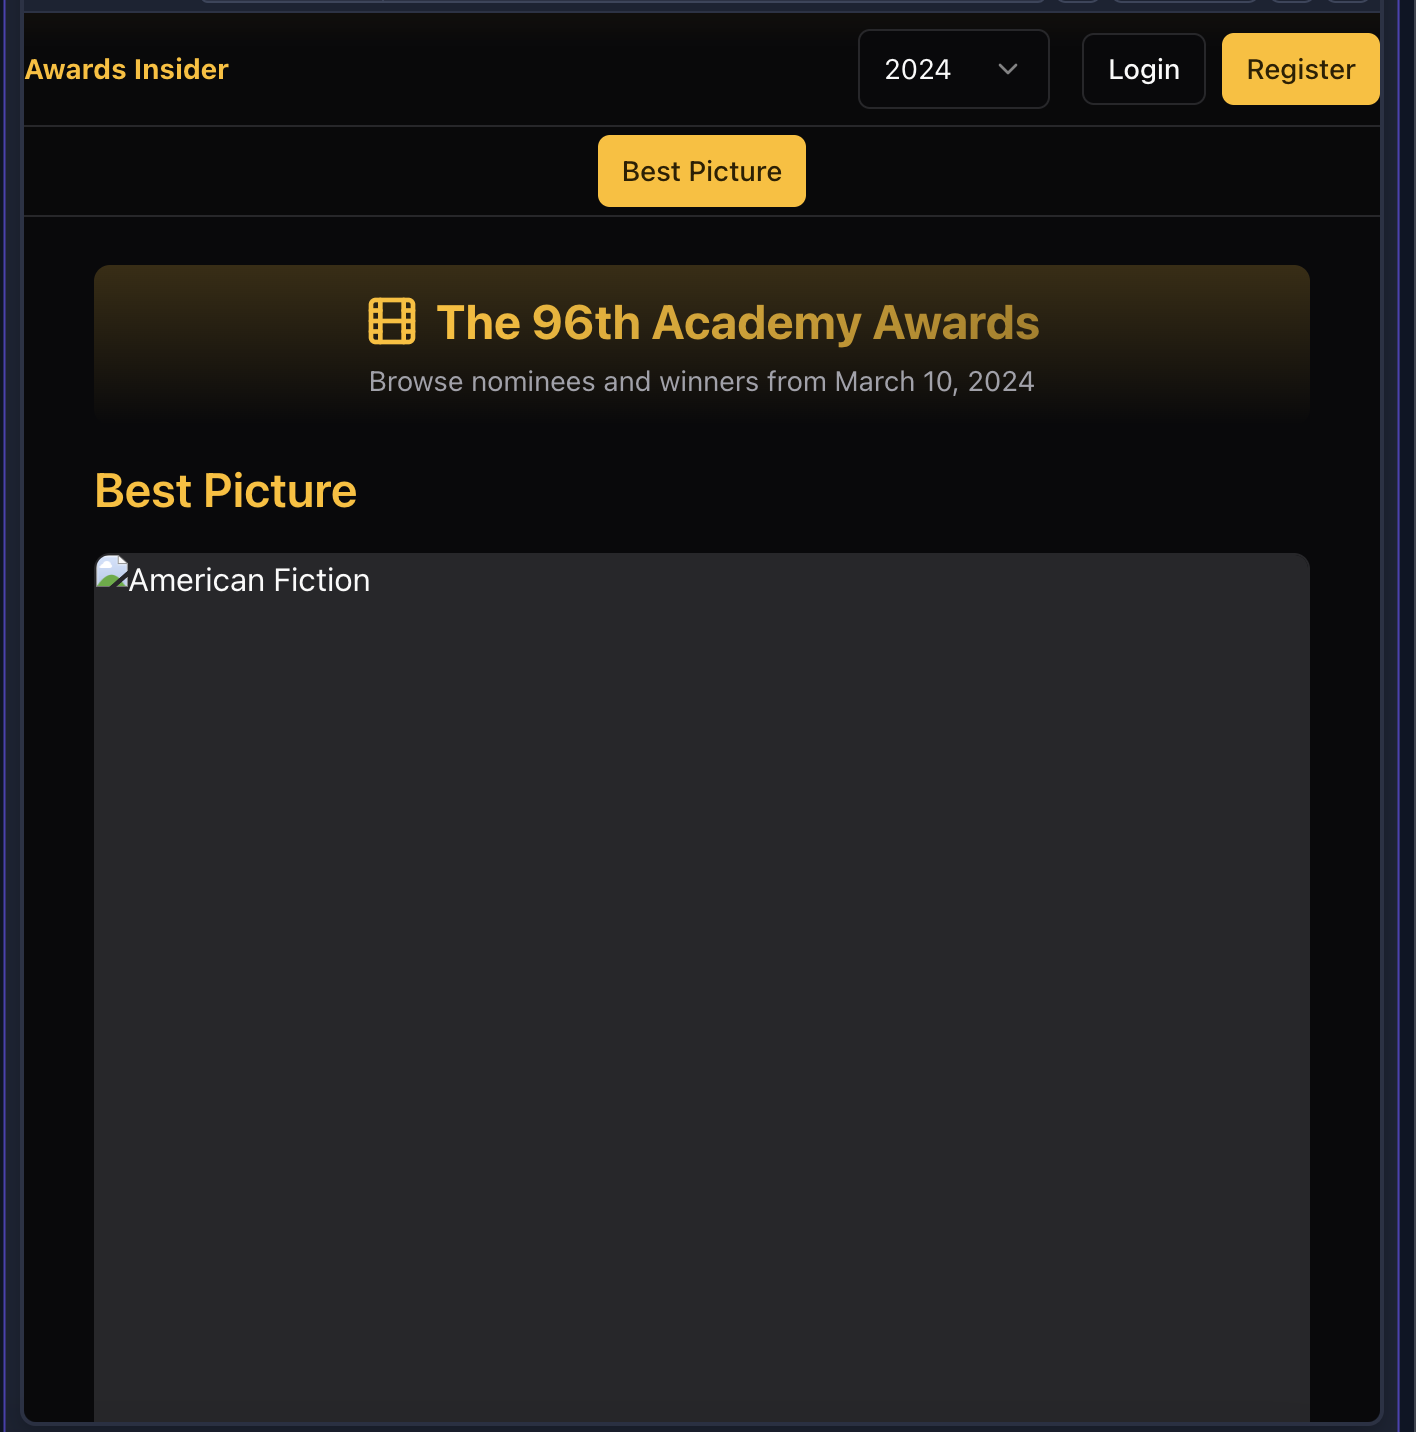 Awards Insider
2024
Login
Register
Best Picture
The 96th Academy Awards
Browse nominees and winners from March 10, 2024
Best Picture
American Fiction